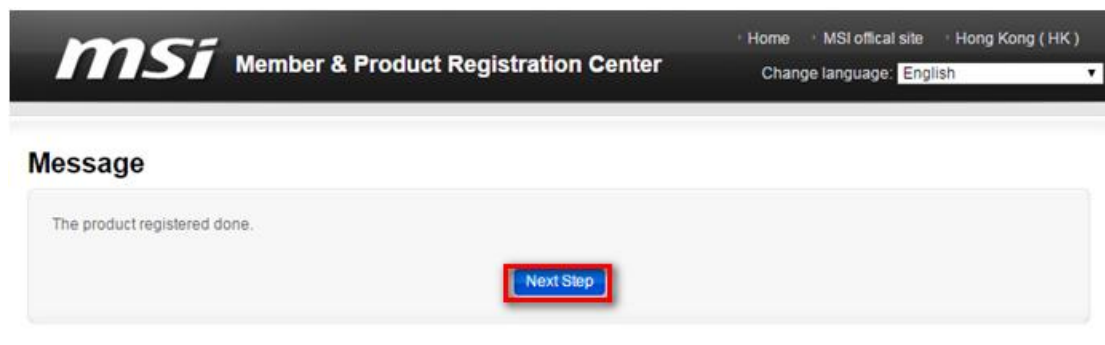 msi Member & Product Registration Center
Home MSI offical site Hong Kong ( HK )
Change language: English
Message
The product registered done.
Next Step